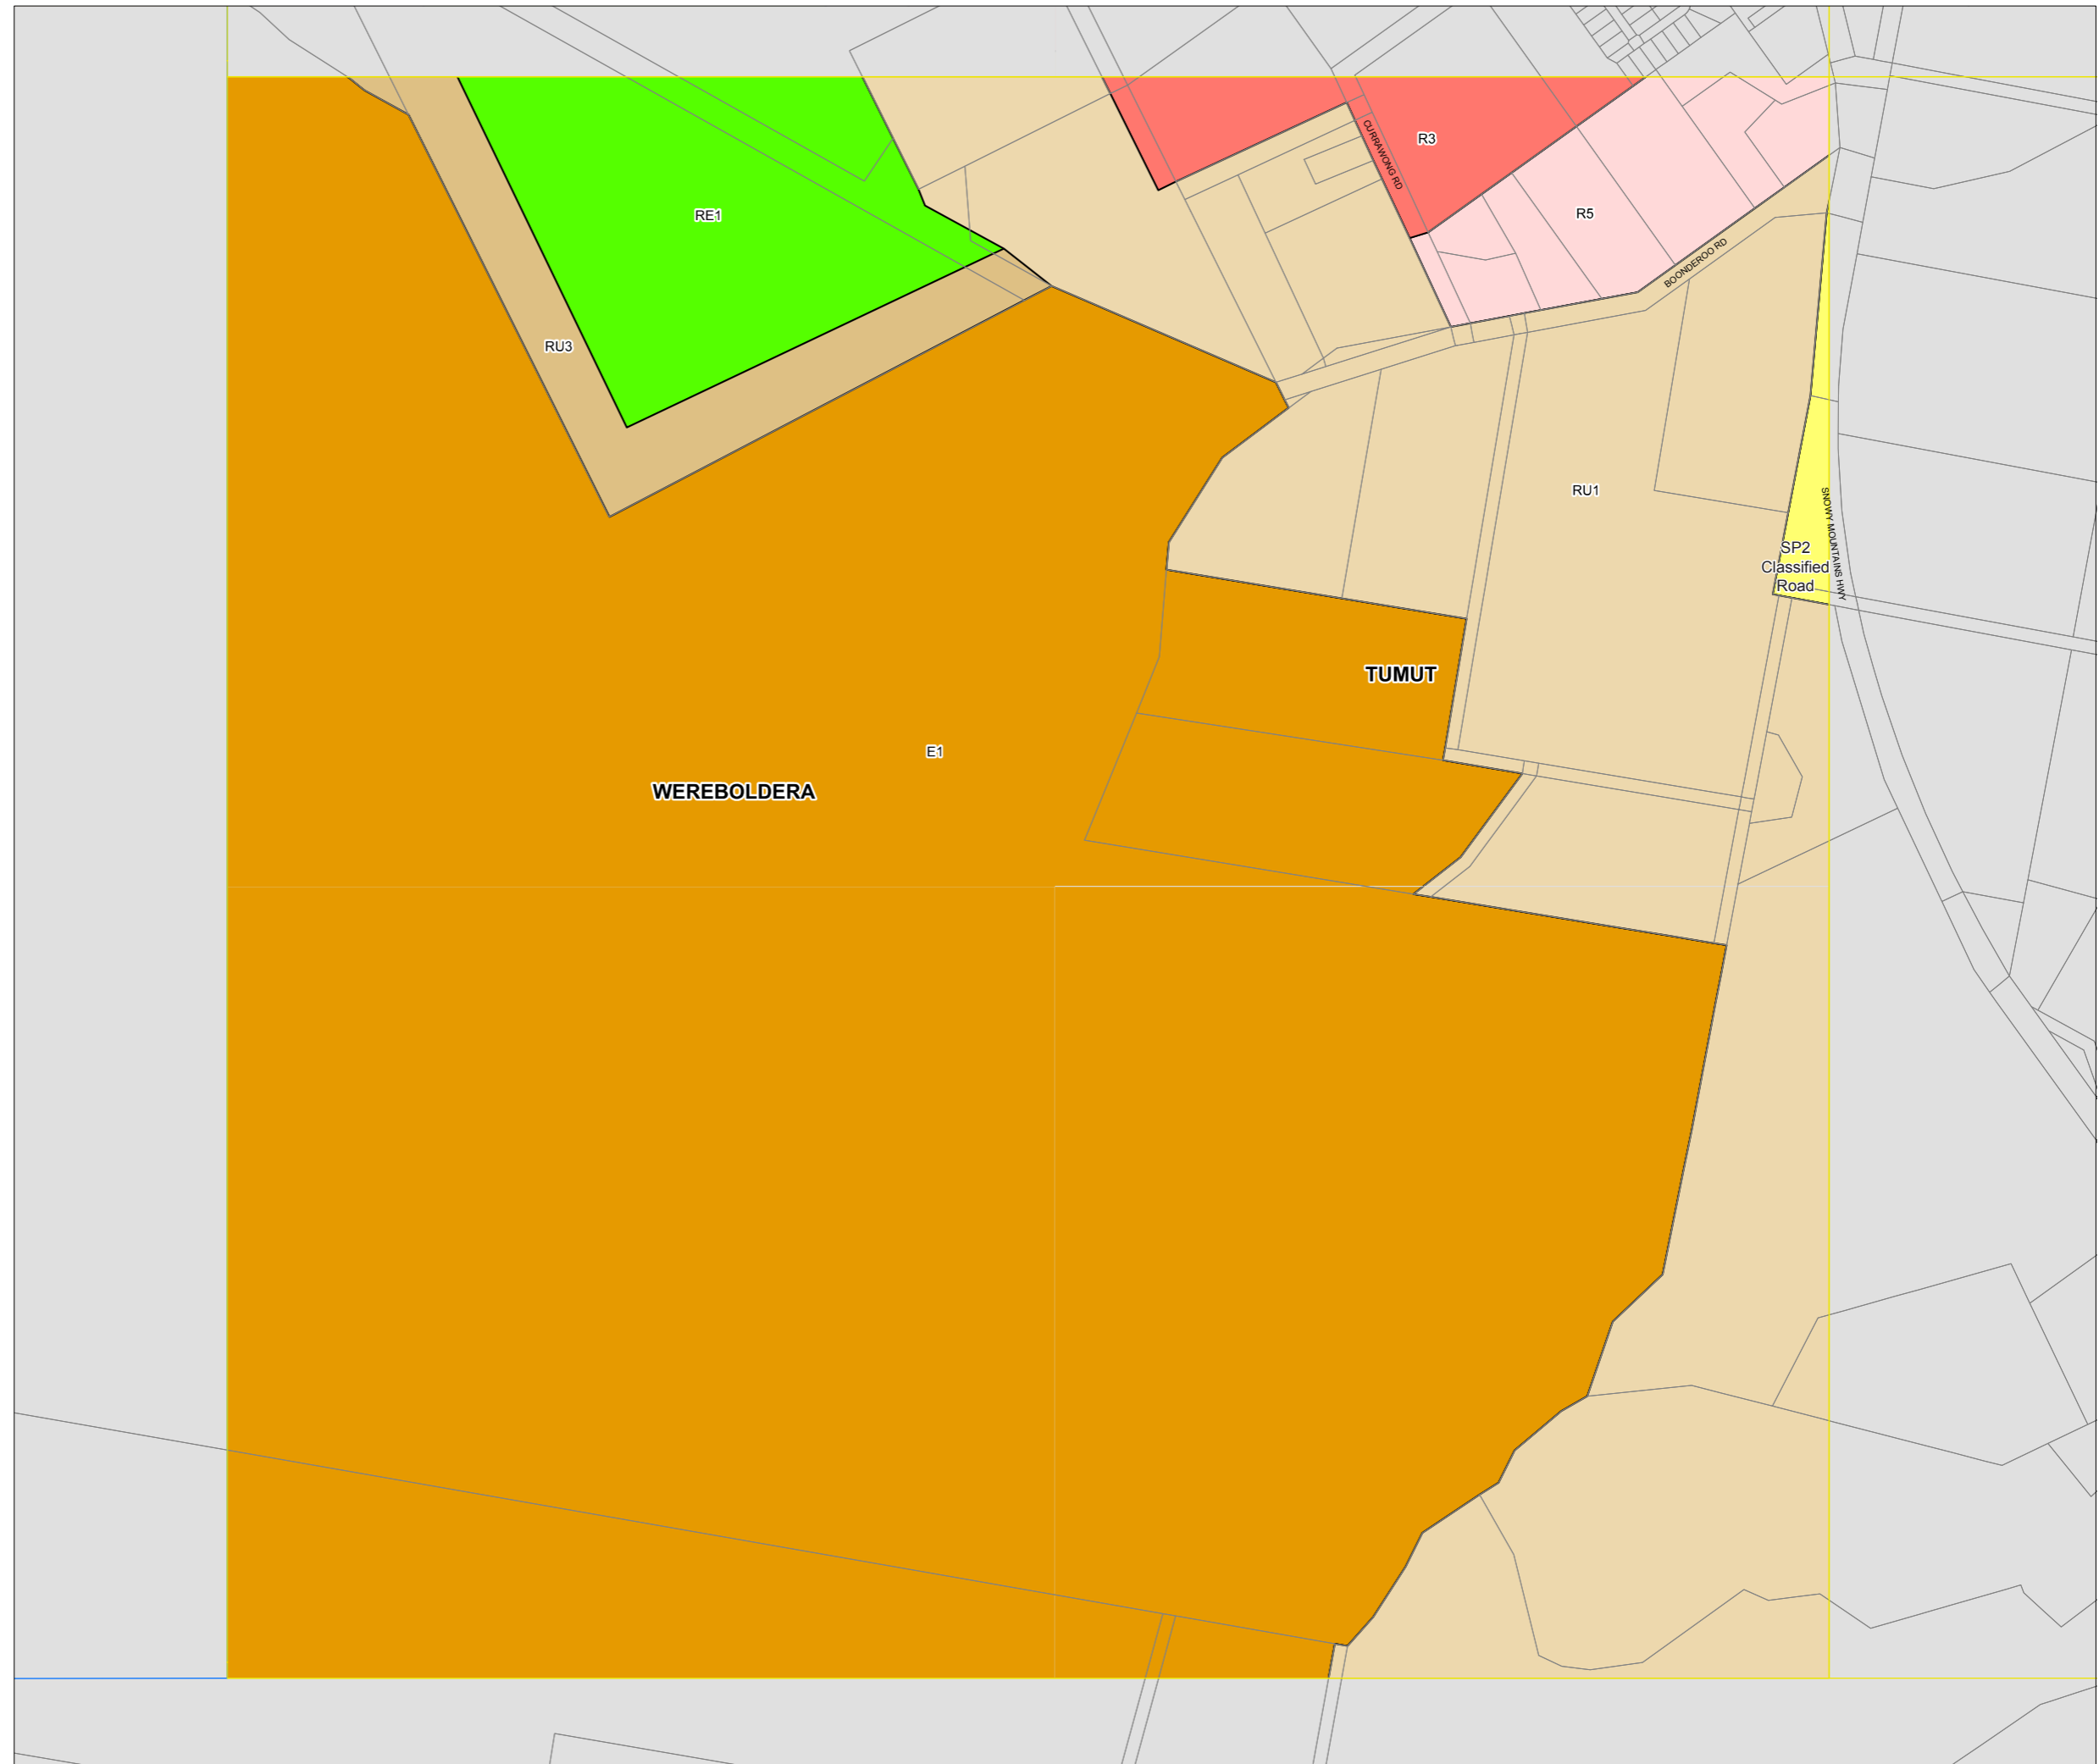 R3
CURRAWONG RD
RE1
R5
BOONDEROO RD
RU3
RU1
SNOWY MOUNTAINS HWY
SP2
Classified
Road
TUMUT
E1
WEREBOLDERA